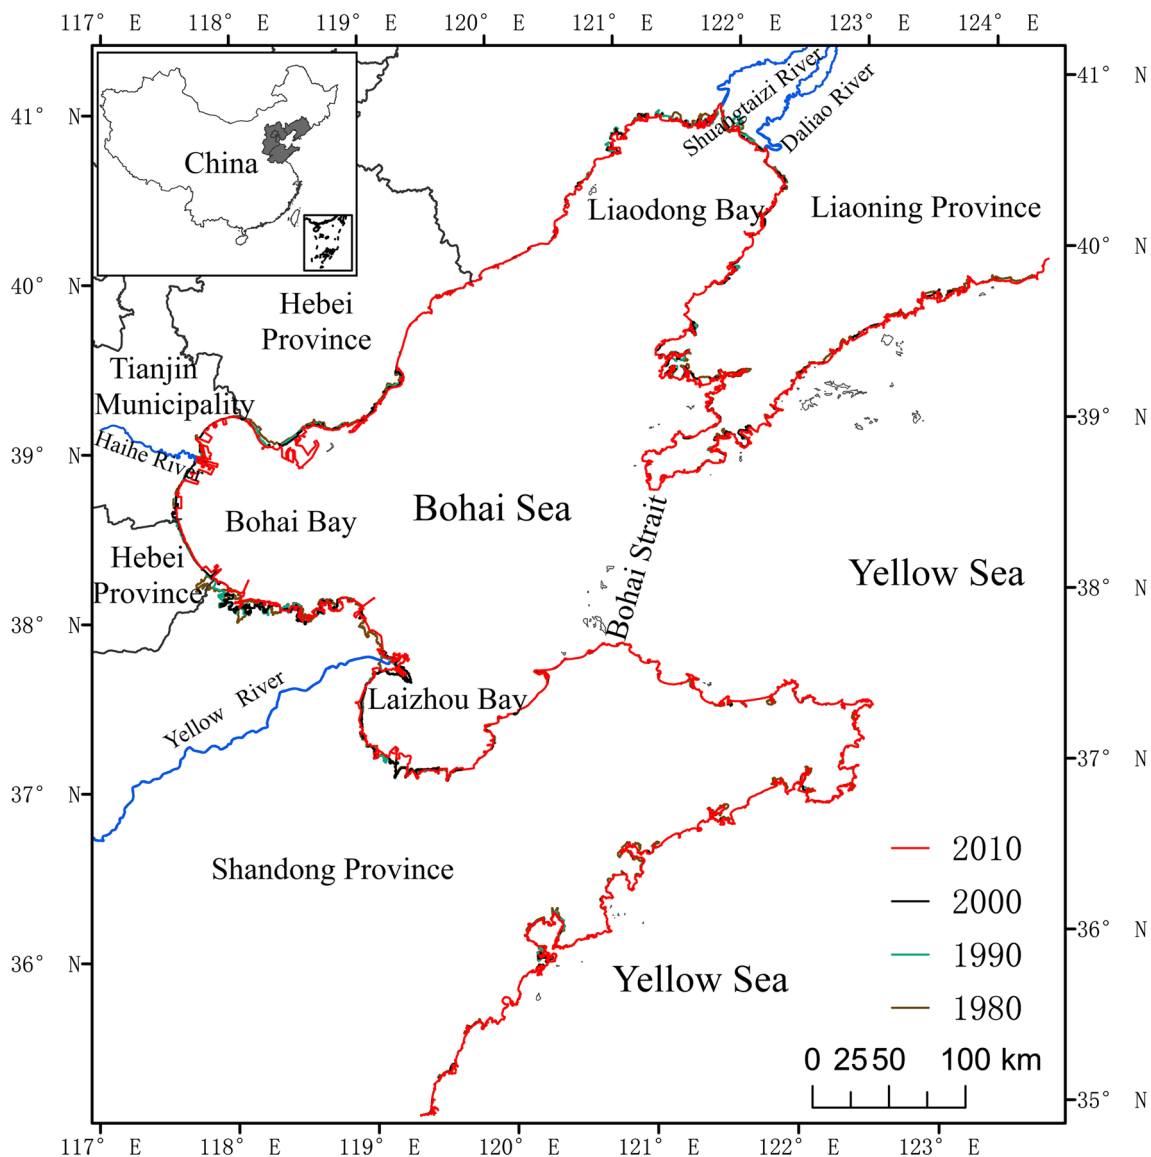 117° E 118° E 119° E 120° E 121° E 122° E 123° E 124° E
41° N
41° N
Shuangtaizi River
Daliao River
China
Liaodong Bay
Liaoning Province
40° N
40° N
Hebei
Province
Tianjin
Municipality
39° N
39° N
Haihe River
Bohai Bay
Bohai Sea
Bohai Strait
Hebei
Province
Yellow Sea
38° N
38° N
Laizhou Bay
Yellow River
37° N
37° N
Shandong Province
2010
2000
1990
1980
36° N
36° N
Yellow Sea
0 25 50 100 km
35° N
117° E 118° E 119° E 120° E 121° E 122° E 123° E